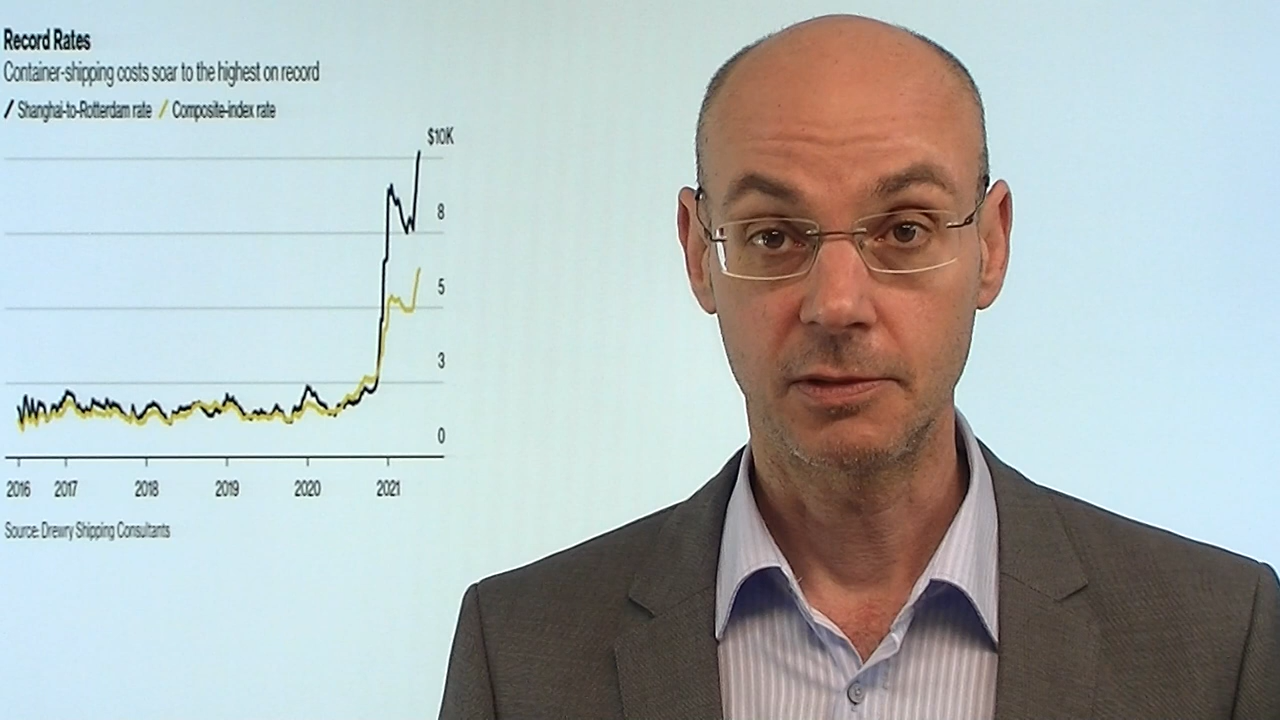 Record Rates
Container-shipping costs soar to the highest on record
Shanghai-to-Rotterdam rate Composite-index rate
$10K
8
5
3
0
2016 2017 2018 2019 2020 2021
Source: Drewry Shipping Consultants